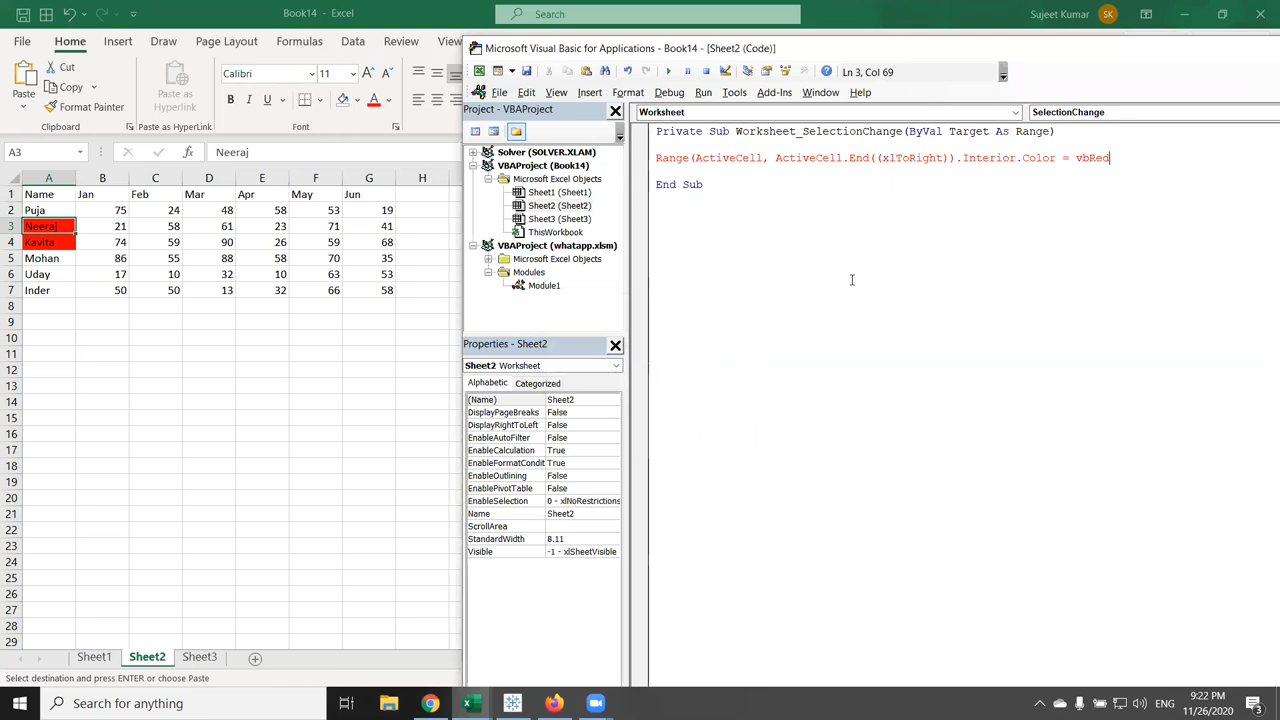 Book14 - Excel
Search
Sujeet Kumar SK
File Home Insert Draw Page Layout Formulas Data
Cut
Copy
Format Painter
Paste
Clipboard
Calibri 11
B I U
Font
A3 Neeraj
A B C D E F G H
1 Name Jan Feb Mar Apr May Jun
2 Puja 75 24 48 58 53 19
3 Neeraj 21 58 61 23 71 41
4 Kavita 74 59 90 26 59 68
5 Mohan 86 55 88 58 70 35
6 Uday 17 10 32 10 63 53
7 Inder 50 50 13 32 66 58
8
9
10
11
12
13
14
15
16
17
18
19
20
21
22
23
24
25
26
27
28
29
Sheet1 Sheet2 Sheet3
Select destination and press ENTER or choose Paste
Microsoft Visual Basic for Applications - Book14 - [Sheet2 (Code)]
Ln 3, Col 69
File Edit View Insert Format Debug Run Tools Add-Ins Window Help
Project - VBAProject
Solver (SOLVER.XLAM)
VBAProject (Book14)
Microsoft Excel Objects
Sheet1 (Sheet1)
Sheet2 (Sheet2)
Sheet3 (Sheet3)
ThisWorkbook
VBAProject (whatapp.xlsm)
Microsoft Excel Objects
Modules
Module1
Properties - Sheet2
Sheet2 Worksheet
Alphabetic Categorized
(Name) Sheet2
DisplayPageBreaks False
DisplayRightToLeft False
EnableAutoFilter False
EnableCalculation True
EnableFormatCondit True
EnableOutlining False
EnablePivotTable False
EnableSelection 0 - xlNoRestrictions
Name Sheet2
ScrollArea
StandardWidth 8.11
Visible -1 - xlSheetVisible
Worksheet SelectionChange
Private Sub Worksheet_SelectionChange(ByVal Target As Range)
Range(ActiveCell, ActiveCell.End((xlToRight)).Interior.Color = vbRed
End Sub
Search for anything
ENG
9:22 PM
11/26/2020
3